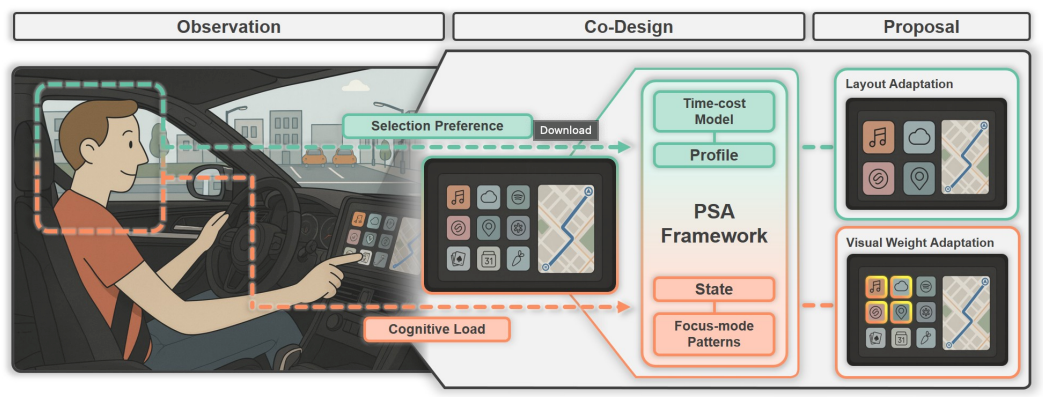 Observation
Co-Design
Proposal
Selection Preference
Download
Cognitive Load
31
Time-cost
Model
Profile
PSA
Framework
State
Focus-mode
Patterns
Layout Adaptation
Visual Weight Adaptation
31